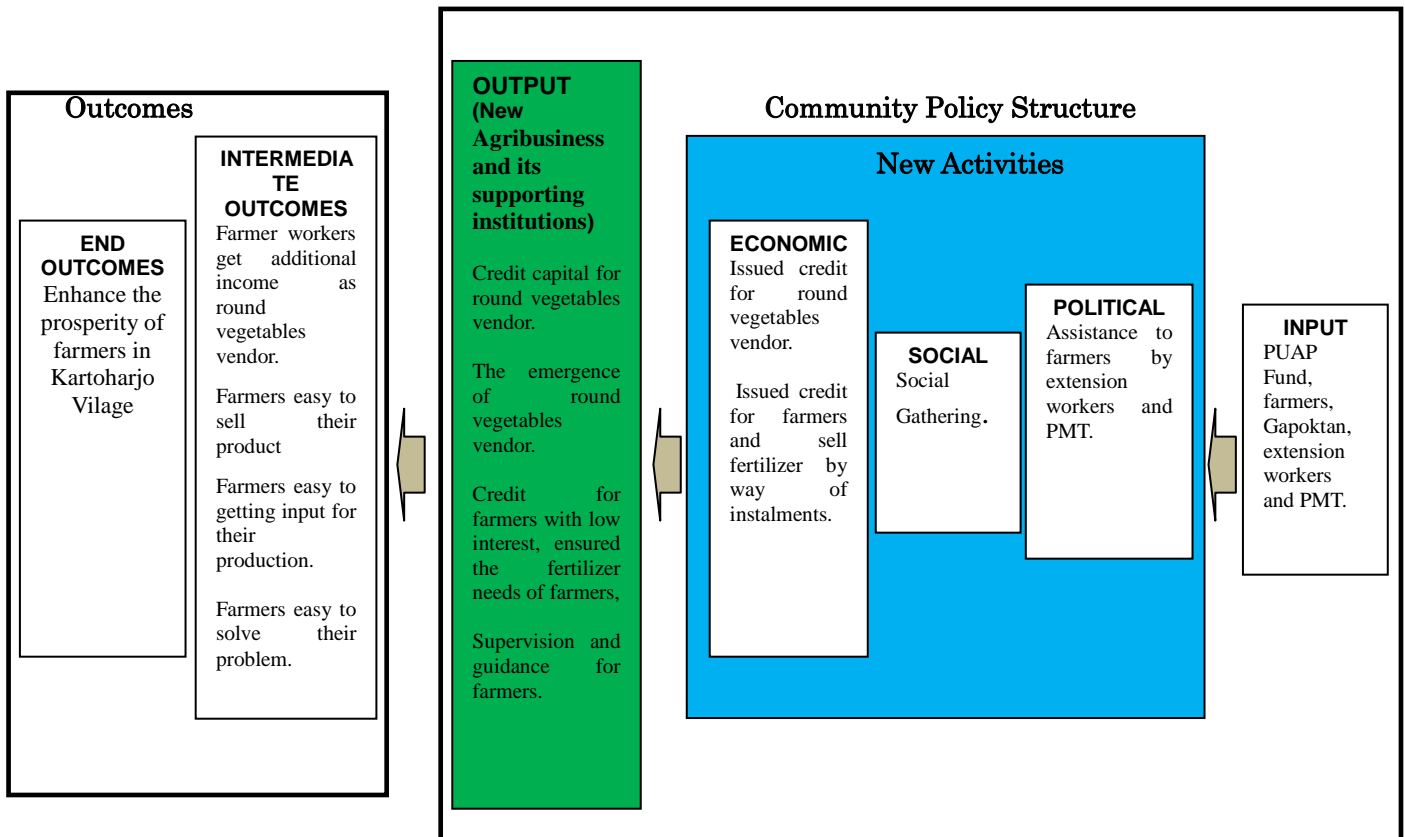 Outcomes
END
OUTCOMES
Enhance the
prosperity of
farmers in
Kartoharjo
Vilage
INTERMEDIA
TE
OUTCOMES
Farmer workers
get additional
income as
round
vegetables
vendor.
Farmers easy to
sell their
product
Farmers easy to
getting input for
their
production.
Farmers easy to
solve their
problem.
OUTPUT
(New
Agribusiness
and its
supporting
institutions)
Credit capital for
round vegetables
vendor.
The emergence
of round
vegetables
vendor.
Credit for
farmers with low
interest, ensured
the fertilizer
needs of farmers,
Supervision and
guidance for
farmers.
Community Policy Structure
New Activities
ECONOMIC
Issued credit
for round
vegetables
vendor.
Issued credit
for farmers
and sell
fertilizer by
way of
instalments.
SOCIAL
Social
Gathering.
POLITICAL
Assistance to
farmers by
extension
workers and
PMT.
INPUT
PUAP
Fund,
farmers,
Gapoktan,
extension
workers
and PMT.